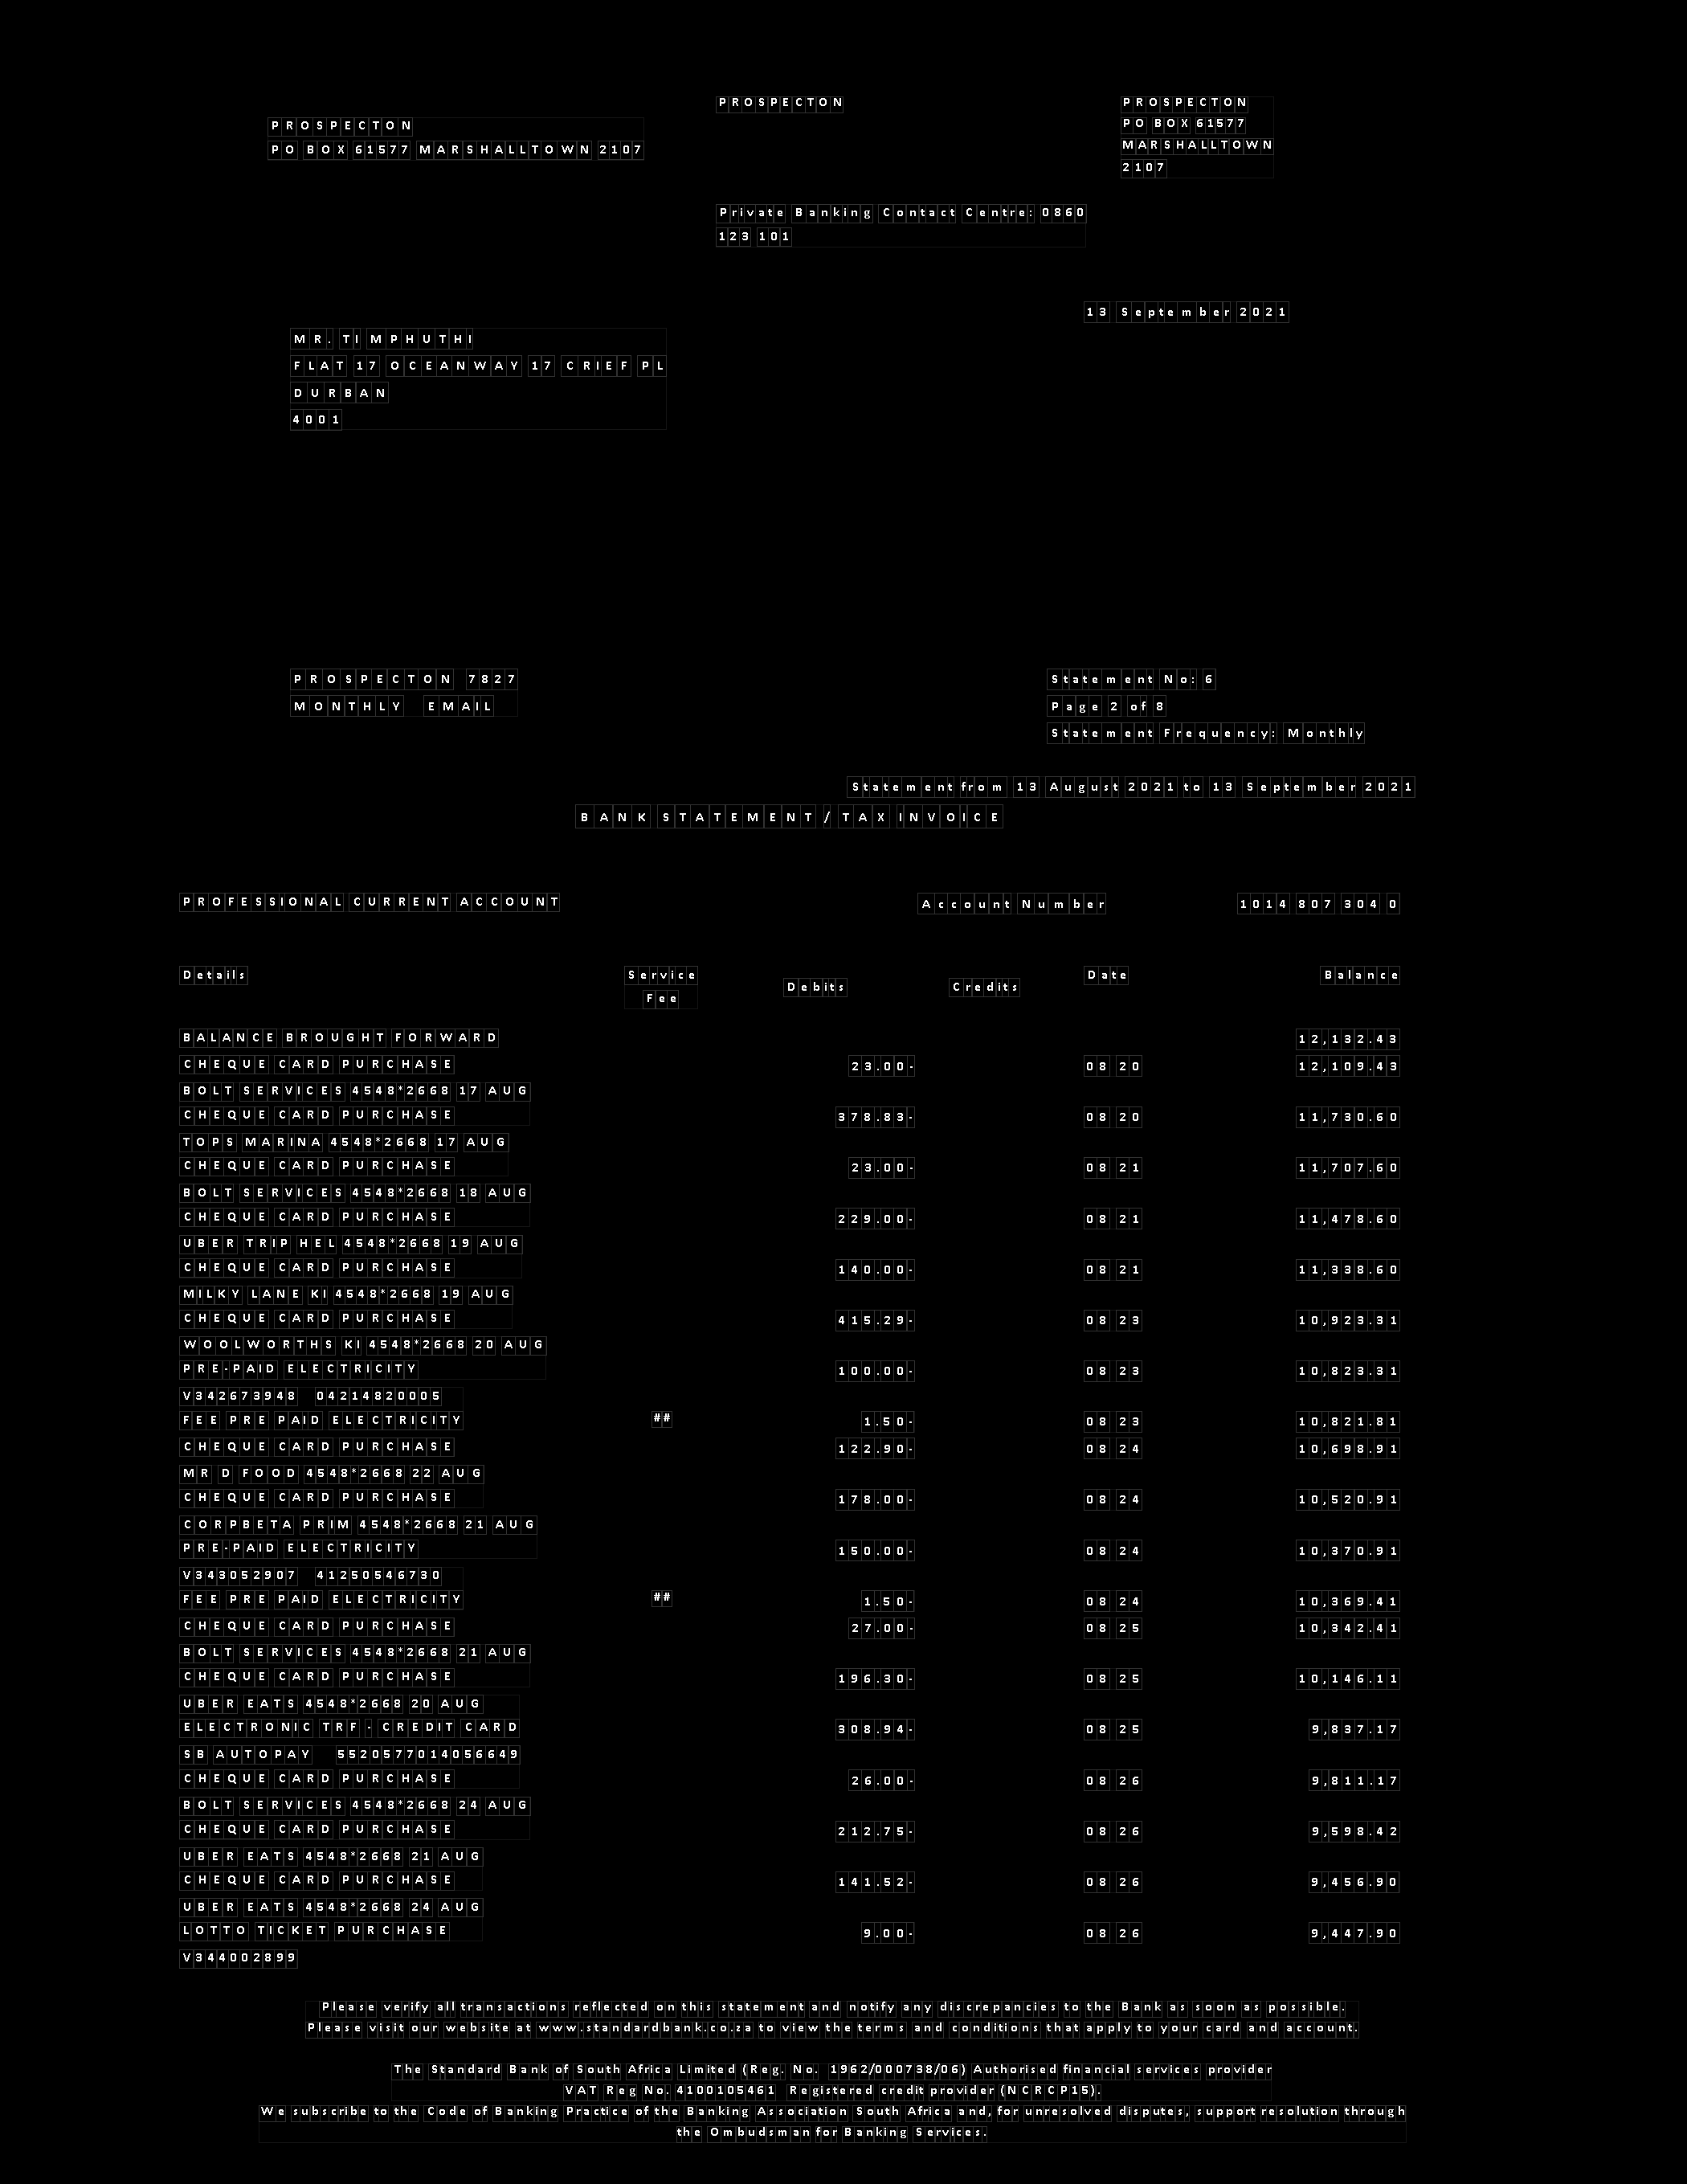 PROSPECTON
PROSPECTON
PO BOX 61577
MARSHALLTOWN
2107
PROSPECTON
PO BOX 61577 MARSHALLTOWN 2107
Private Banking Contact Centre: 0860
123 101
13 September 2021
MR. TI MPHUTHI
FLAT 17 OCEANWAY 17 CRIEF PL
DURBAN
4001
PROSPECTON 7827
MONTHLY EMAIL
Statement No: 6
Page 2 of 8
Statement Frequency: Monthly
Statement from 13 August 2021 to 13 September 2021
BANK STATEMENT / TAX INVOICE
PROFESSIONAL CURRENT ACCOUNT Account Number 1014 807 304 0
Details Service Fee Debits Credits Date Balance
BALANCE BROUGHT FORWARD 12,132.43
CHEQUE CARD PURCHASE 23.00- 08 20 12,109.43
BOLT SERVICES 4548*2668 17 AUG
CHEQUE CARD PURCHASE 378.83- 08 20 11,730.60
TOPS MARINA 4548*2668 17 AUG
CHEQUE CARD PURCHASE 23.00- 08 21 11,707.60
BOLT SERVICES 4548*2668 18 AUG
CHEQUE CARD PURCHASE 229.00- 08 21 11,478.60
UBER TRIP HEL 4548*2668 19 AUG
CHEQUE CARD PURCHASE 140.00- 08 21 11,338.60
MILKY LANE KI 4548*2668 19 AUG
CHEQUE CARD PURCHASE 415.29- 08 23 10,923.31
WOOLWORTHS KI 4548*2668 20 AUG
PRE-PAID ELECTRICITY 100.00- 08 23 10,823.31
V342673948 04214820005
FEE PRE PAID ELECTRICITY ## 1.50- 08 23 10,821.81
CHEQUE CARD PURCHASE 122.90- 08 24 10,698.91
MR D FOOD 4548*2668 22 AUG
CHEQUE CARD PURCHASE 178.00- 08 24 10,520.91
CORPBETA PRIM 4548*2668 21 AUG
PRE-PAID ELECTRICITY 150.00- 08 24 10,370.91
V343052907 41250546730
FEE PRE PAID ELECTRICITY ## 1.50- 08 24 10,369.41
CHEQUE CARD PURCHASE 27.00- 08 25 10,342.41
BOLT SERVICES 4548*2668 21 AUG
CHEQUE CARD PURCHASE 196.30- 08 25 10,146.11
UBER EATS 4548*2668 20 AUG
ELECTRONIC TRF - CREDIT CARD 308.94- 08 25 9,837.17
SB AUTOPAY 5520577014056649
CHEQUE CARD PURCHASE 26.00- 08 26 9,811.17
BOLT SERVICES 4548*2668 24 AUG
CHEQUE CARD PURCHASE 212.75- 08 26 9,598.42
UBER EATS 4548*2668 21 AUG
CHEQUE CARD PURCHASE 141.52- 08 26 9,456.90
UBER EATS 4548*2668 24 AUG
LOTTO TICKET PURCHASE 9.00- 08 26 9,447.90
V344002899
Please verify all transactions reflected on this statement and notify any discrepancies to the Bank as soon as possible.
Please visit our website at www.standardbank.co.za to view the terms and conditions that apply to your card and account.
The Standard Bank of South Africa Limited (Reg. No. 1962/000738/06) Authorised financial services provider
VAT Reg No. 4100105461 Registered credit provider (NCRCP15).
We subscribe to the Code of Banking Practice of the Banking Association South Africa and, for unresolved disputes, support resolution through
the Ombudsman for Banking Services.